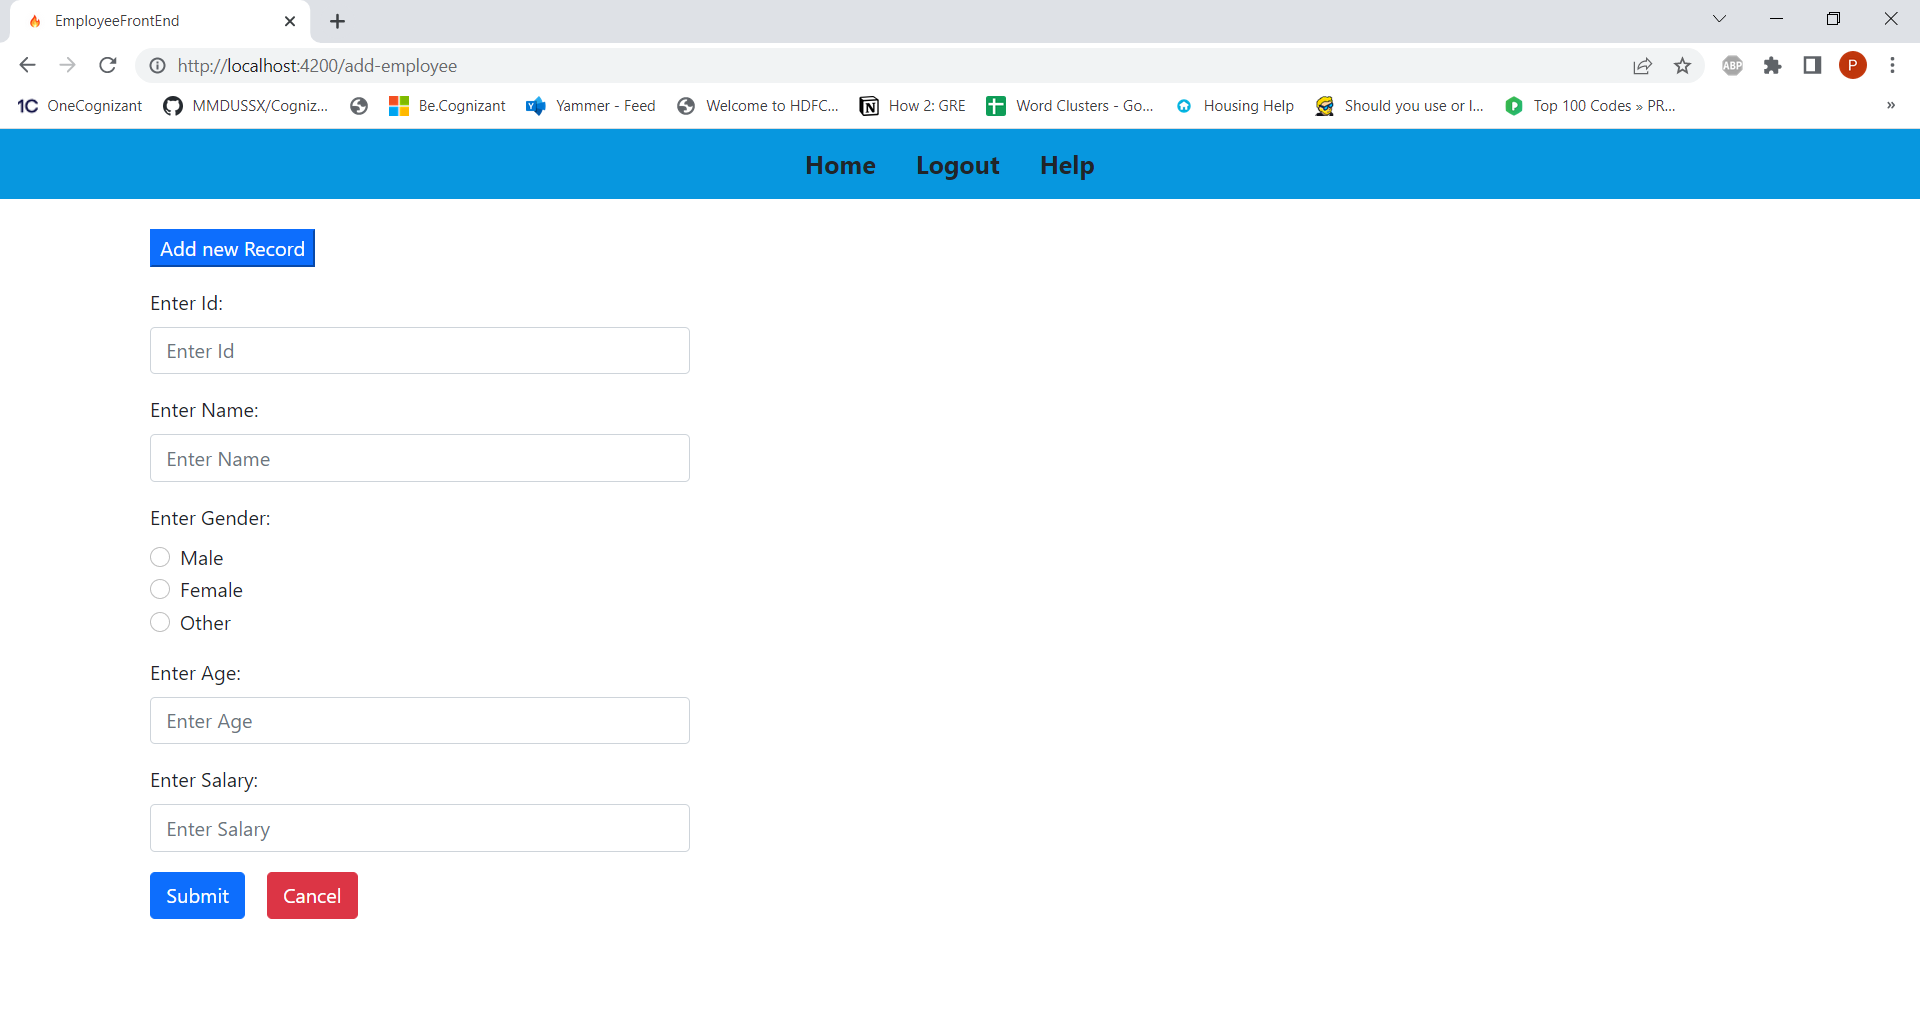 EmployeeFrontEnd
http://localhost:4200/add-employee
ABP
P
1C OneCognizant MMDUSSX/Cogniz... Be.Cognizant Yammer - Feed Welcome to HDFC... How 2: GRE Word Clusters - Go... Housing Help Should you use or l... Top 100 Codes » PR... »
Home Logout Help
Add new Record
Enter Id:
Enter Id
Enter Name:
Enter Name
Enter Gender:
Male
Female
Other
Enter Age:
Enter Age
Enter Salary:
Enter Salary
Submit Cancel